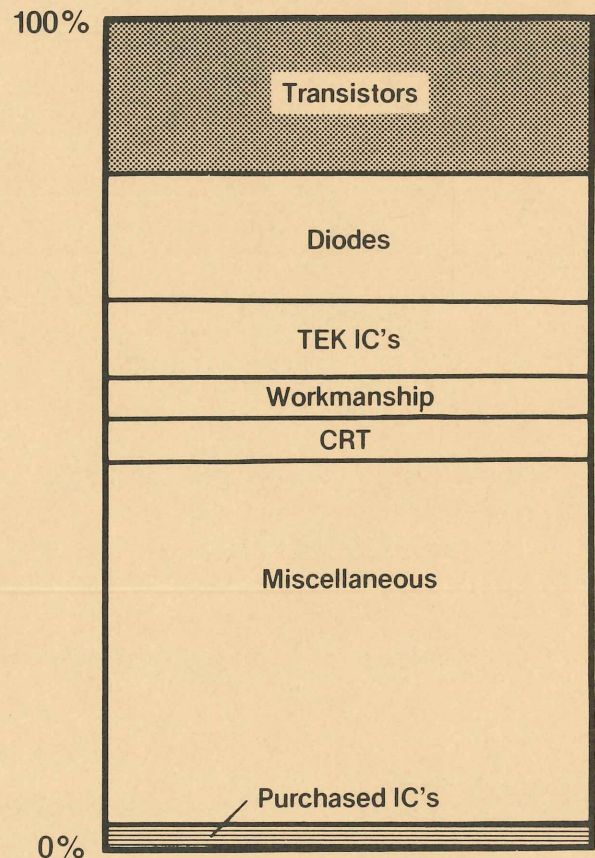 100%
Transistors
Diodes
TEK IC's
Workmanship
CRT
Miscellaneous
Purchased IC's
0%